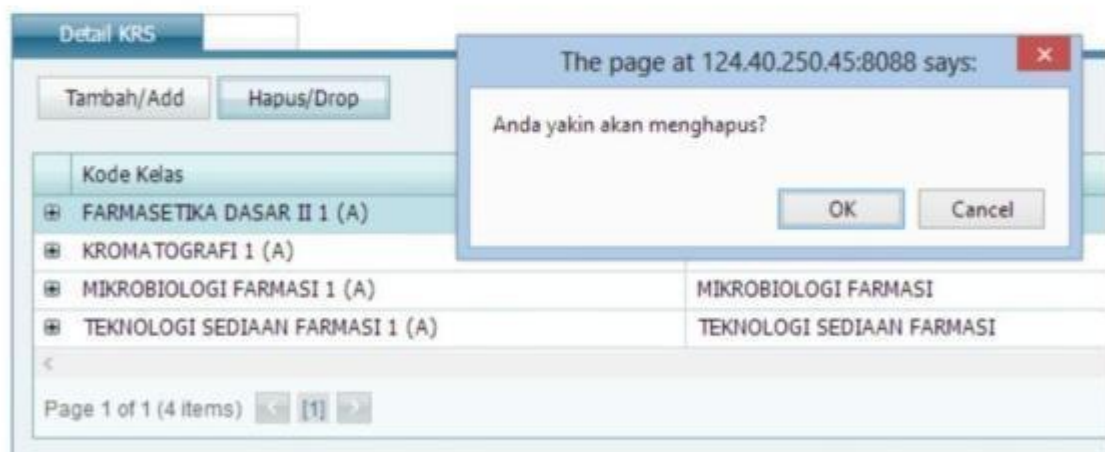 Detail KRS
The page at 124.40.250.45:8088 says:
Tambah/Add Hapus/Drop
Anda yakin akan menghapus?
OK Cancel
Kode Kelas
FARMASETIKA DASAR II 1 (A)
KROMATOGRAFI 1 (A)
MIKROBIOLOGI FARMASI 1 (A) MIKROBIOLOGI FARMASI
TEKNOLOGI SEDIAAN FARMASI 1 (A) TEKNOLOGI SEDIAAN FARMASI
Page 1 of 1 (4 items) [1]